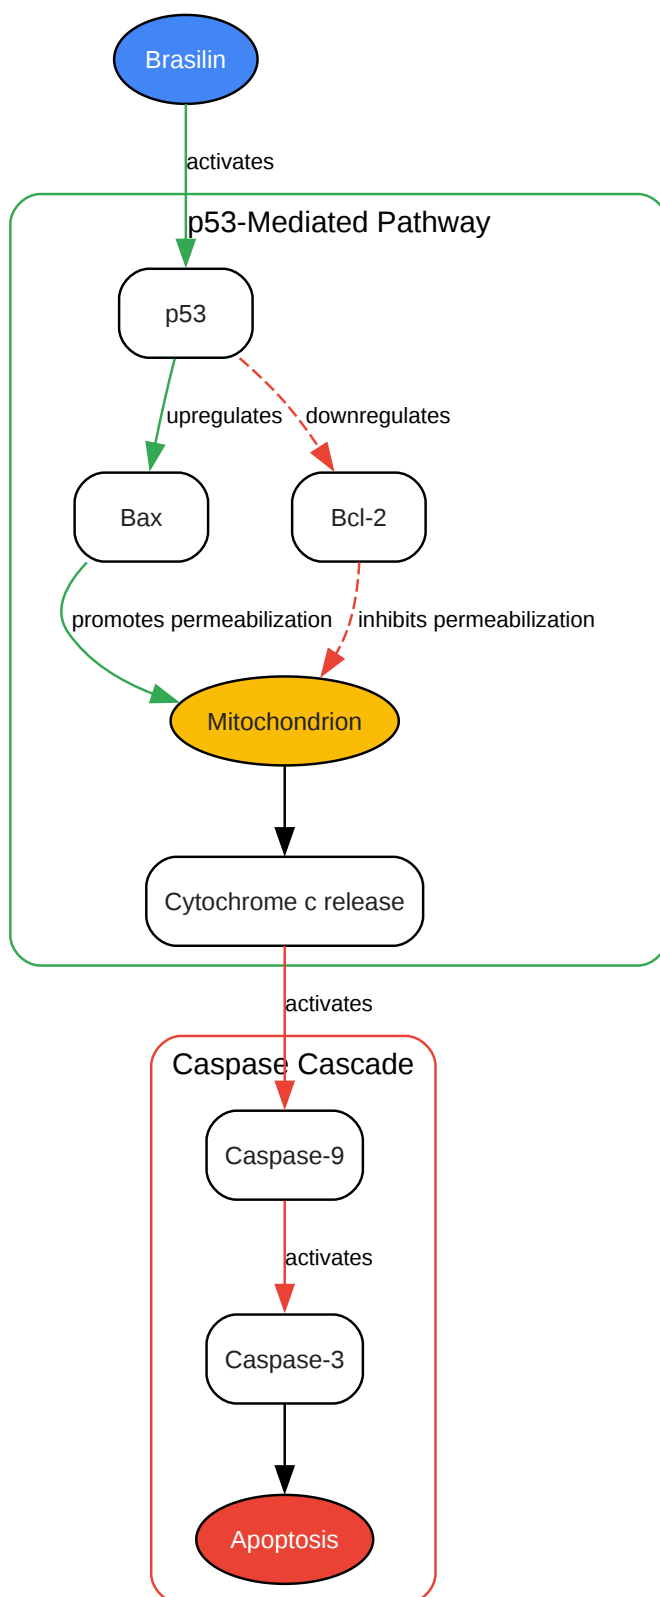 Brasilin
activates
p53-Mediated Pathway
p53
upregulates
downregulates
Bax
Bcl-2
promotes permeabilization
inhibits permeabilization
Mitochondrion
Cytochrome c release
activates
Caspase Cascade
Caspase-9
activates
Caspase-3
Apoptosis